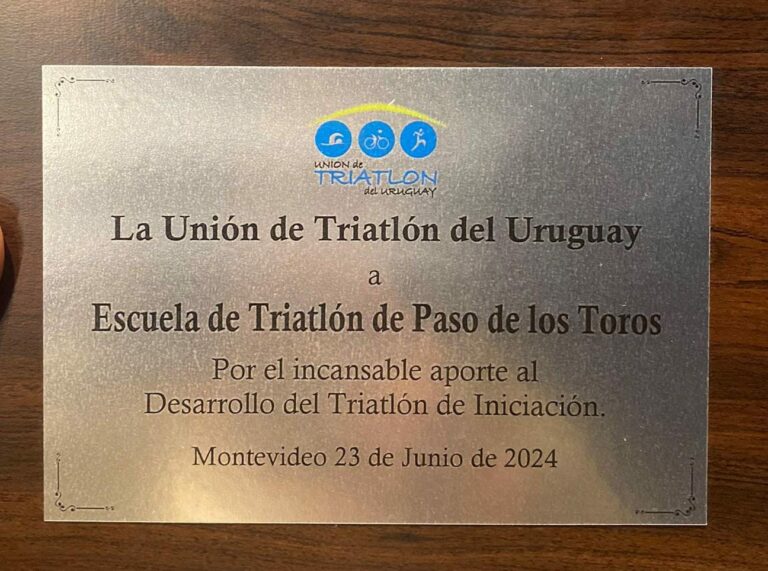 UNION de
TRIATLON
del URUGUAY
La Unión de Triatlón del Uruguay
a
Escuela de Triatlón de Paso de los Toros
Por el incansable aporte al
Desarrollo del Triatlón de Iniciación.
Montevideo 23 de Junio de 2024